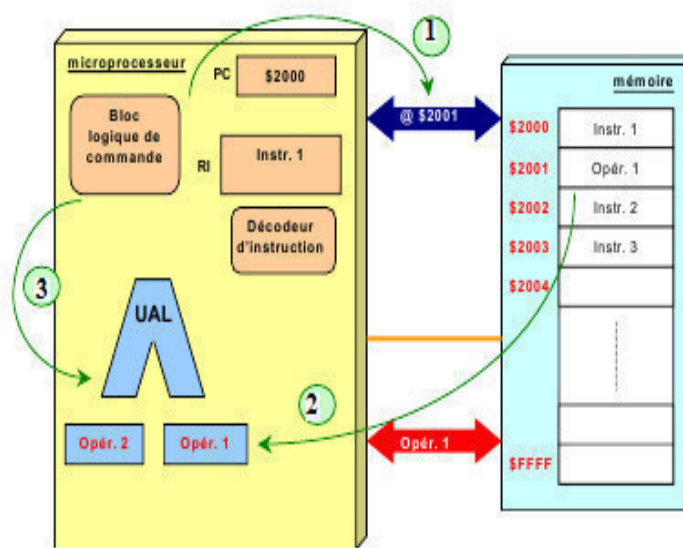 1
microprocesseur
PC
$2000
mémoire
Bloc
logique de
commande
@ $2001
$2000
Instr. 1
RI
Instr. 1
$2001
Opér. 1
$2002
Instr. 2
Décodeur
d'instruction
$2003
Instr. 3
3
$2004
UAL
2
Opér. 2
Opér. 1
Opér. 1
$FFFF